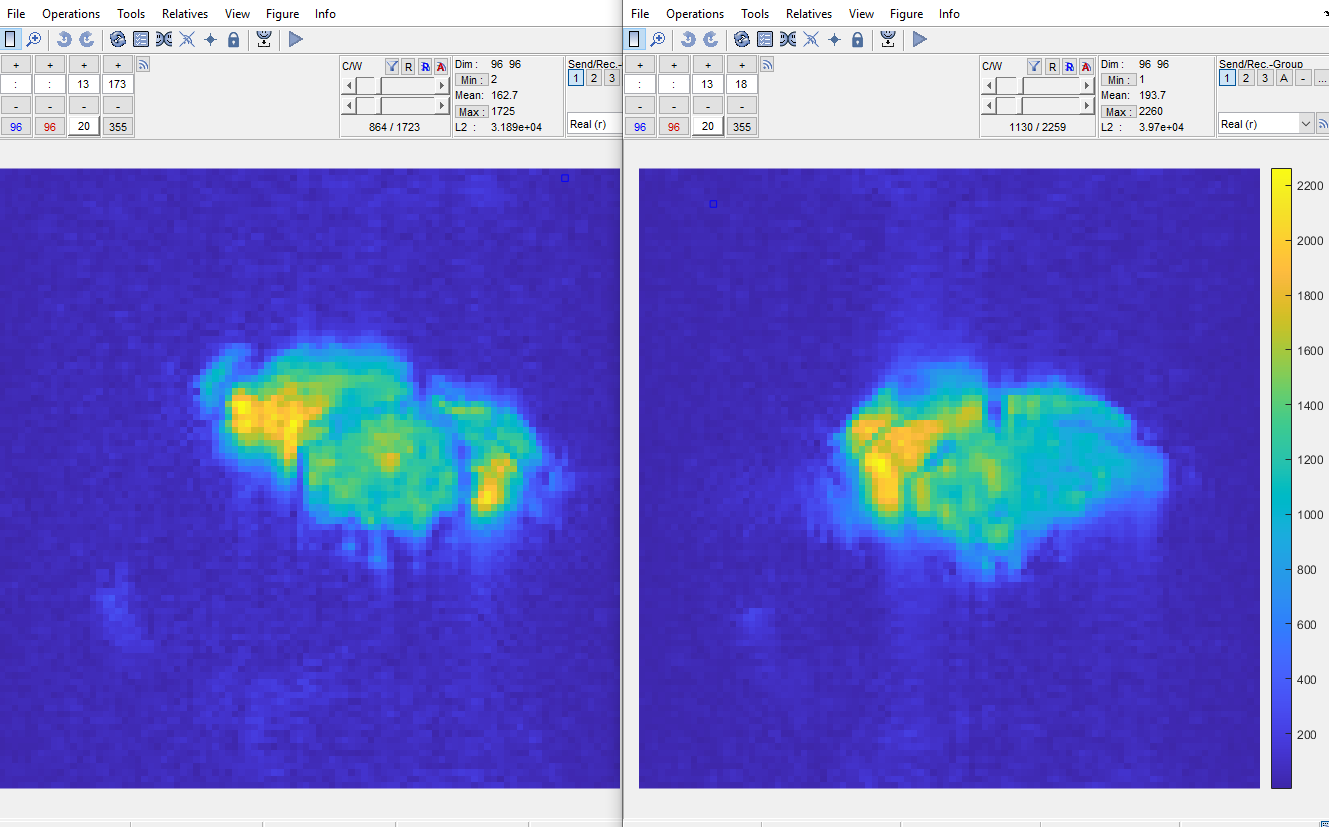 File Operations Tools Relatives View Figure Info
+ + + +
C/W R R A
Dim : 96 96
Send/Rec.-
: : 13 173
Min : 2
1 2 3
Mean: 162.7
- - - -
Max : 1725
96 96 20 355
864 / 1723
L2 : 3.189e+04
Real (r)
File Operations Tools Relatives View Figure Info
+ + + +
C/W R R A
Dim : 96 96
Send/Rec.-Group
: : 13 18
Min : 1
1 2 3 A - ...
Mean: 193.7
- - - -
Max : 2260
96 96 20 355
1130 / 2259
L2 : 3.97e+04
Real (r)
2200
2000
1800
1600
1400
1200
1000
800
600
400
200